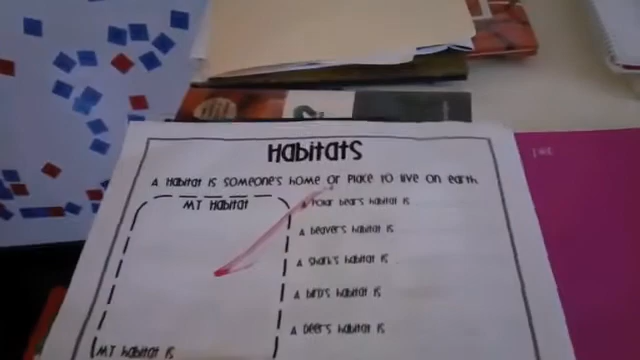 Habitats
A Habitat is someone's home or place to live on earth
My Habitat
A Polar bear's habitat is
A beaver's habitat is
A shark's habitat is
A bird's habitat is
A Deer's habitat is
My habitat is